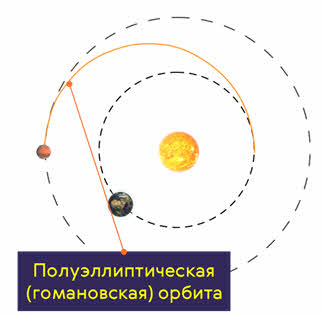 Полуэллиптическая
(гомановская) орбита